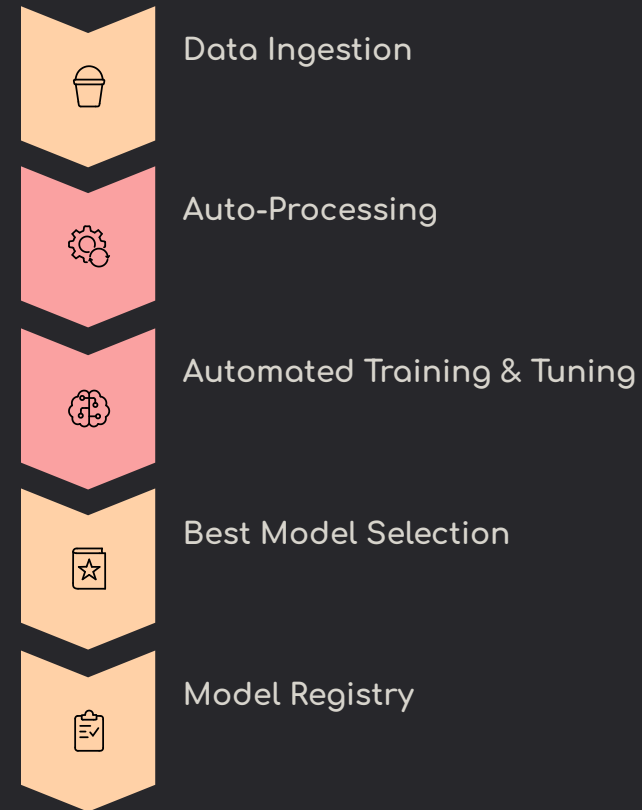 Data Ingestion
Auto-Processing
Automated Training & Tuning
Best Model Selection
Model Registry